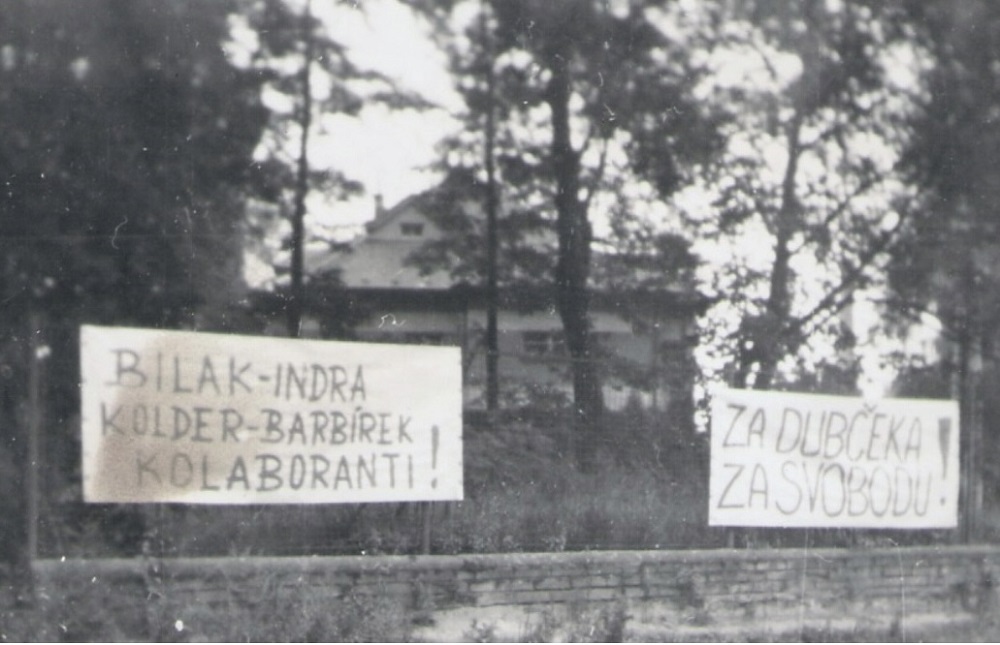 BILAK-INDRA
KOLDER-BARBÍREK
KOLABORANTI!
ZA DUBČEKA
ZA SVOBODU!